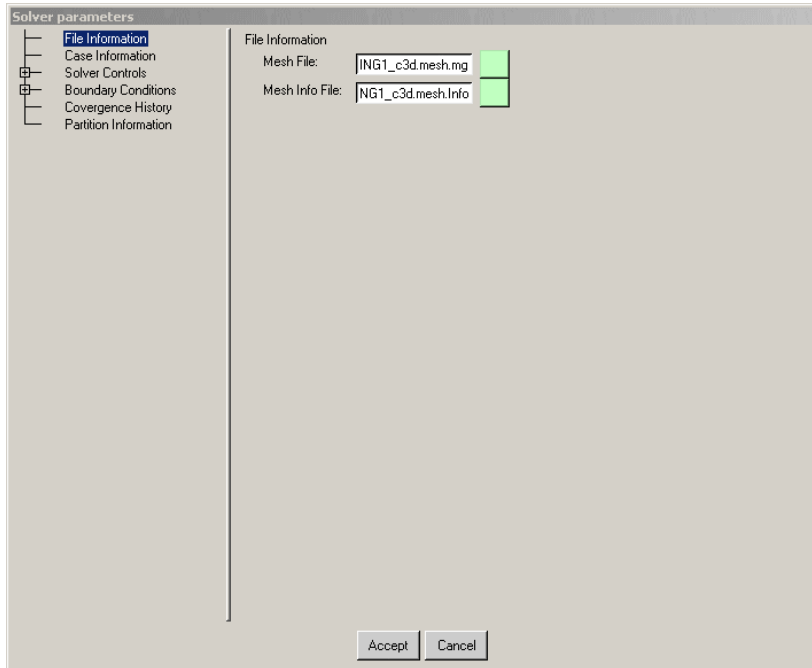 Solver parameters
File Information
Case Information
Solver Controls
Boundary Conditions
Covergence History
Partition Information
File Information
Mesh File: ING1_c3d.mesh.mg
Mesh Info File: NG1_c3d.mesh.Info
Accept Cancel